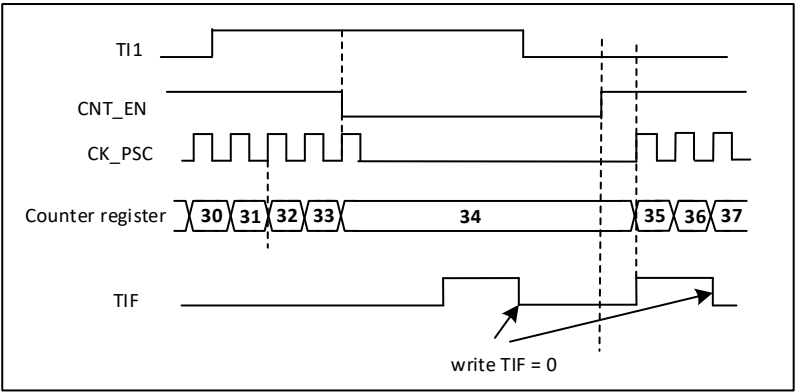 TI1
CNT_EN
CK_PSC
Counter register 30 31 32 33 34 35 36 37
TIF
write TIF = 0